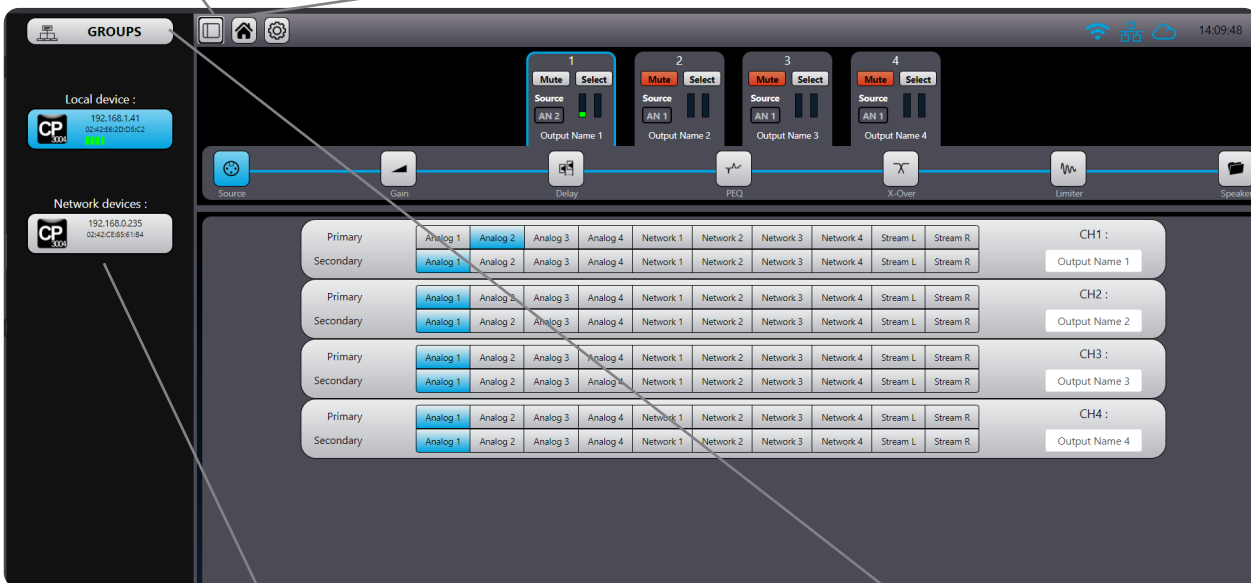 GROUPS
14:09:48
Local device :
CP
3004
192.168.1.41
02:42:E6:2D:D5:C2
Network devices :
CP
3004
192.168.0.235
02:42:CE:85:61:B4
1
Mute Select
Source
AN 2
Output Name 1
2
Mute Select
Source
AN 1
Output Name 2
3
Mute Select
Source
AN 1
Output Name 3
4
Mute Select
Source
AN 1
Output Name 4
Source Gain Delay PEQ X-Over Limiter Speaker
Primary Analog 1 Analog 2 Analog 3 Analog 4 Network 1 Network 2 Network 3 Network 4 Stream L Stream R CH1 :
Secondary Analog 1 Analog 2 Analog 3 Analog 4 Network 1 Network 2 Network 3 Network 4 Stream L Stream R Output Name 1
Primary Analog 1 Analog 2 Analog 3 Analog 4 Network 1 Network 2 Network 3 Network 4 Stream L Stream R CH2 :
Secondary Analog 1 Analog 2 Analog 3 Analog 4 Network 1 Network 2 Network 3 Network 4 Stream L Stream R Output Name 2
Primary Analog 1 Analog 2 Analog 3 Analog 4 Network 1 Network 2 Network 3 Network 4 Stream L Stream R CH3 :
Secondary Analog 1 Analog 2 Analog 3 Analog 4 Network 1 Network 2 Network 3 Network 4 Stream L Stream R Output Name 3
Primary Analog 1 Analog 2 Analog 3 Analog 4 Network 1 Network 2 Network 3 Network 4 Stream L Stream R CH4 :
Secondary Analog 1 Analog 2 Analog 3 Analog 4 Network 1 Network 2 Network 3 Network 4 Stream L Stream R Output Name 4